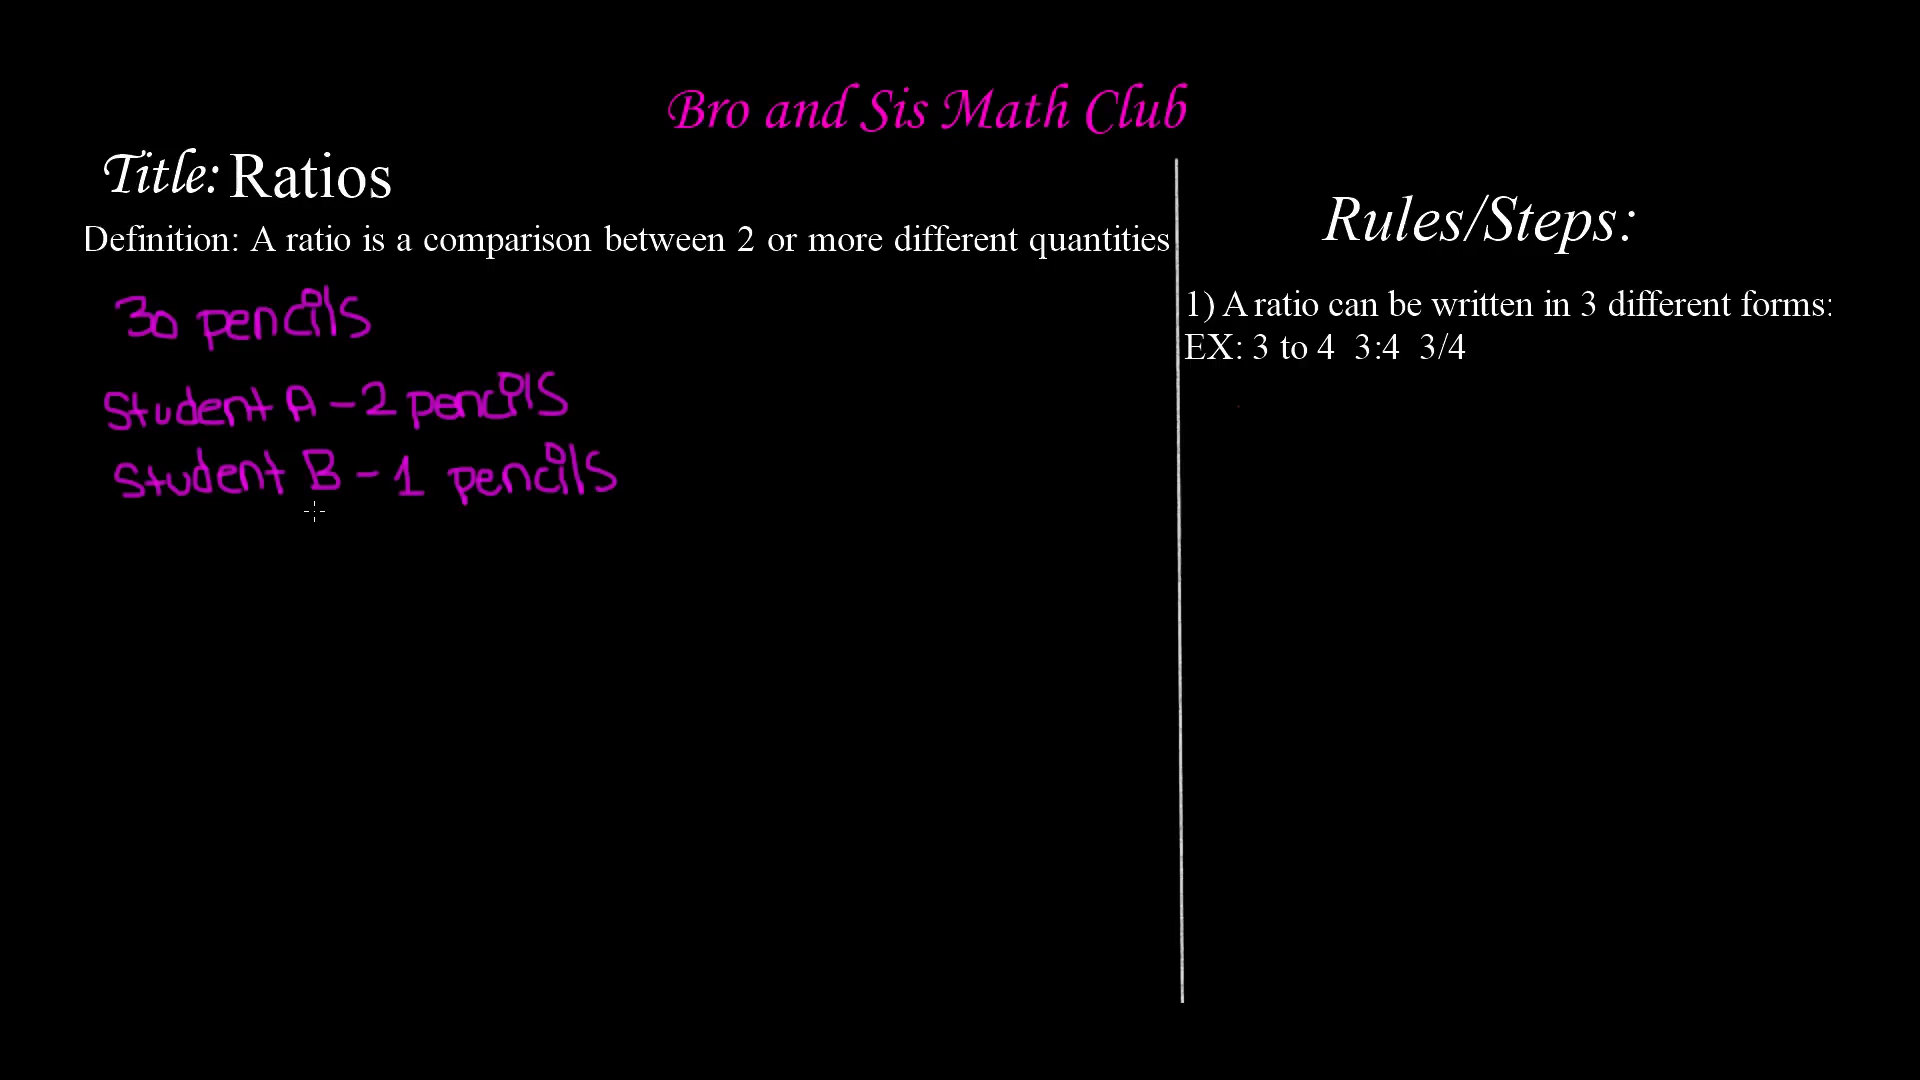 Bro and Sis Math Club
Title: Ratios
Definition: A ratio is a comparison between 2 or more different quantities
30 pencils
Student A - 2 pencils
Student B - 1 pencils
Rules/Steps:
1) A ratio can be written in 3 different forms:
EX: 3 to 4 3:4 3/4